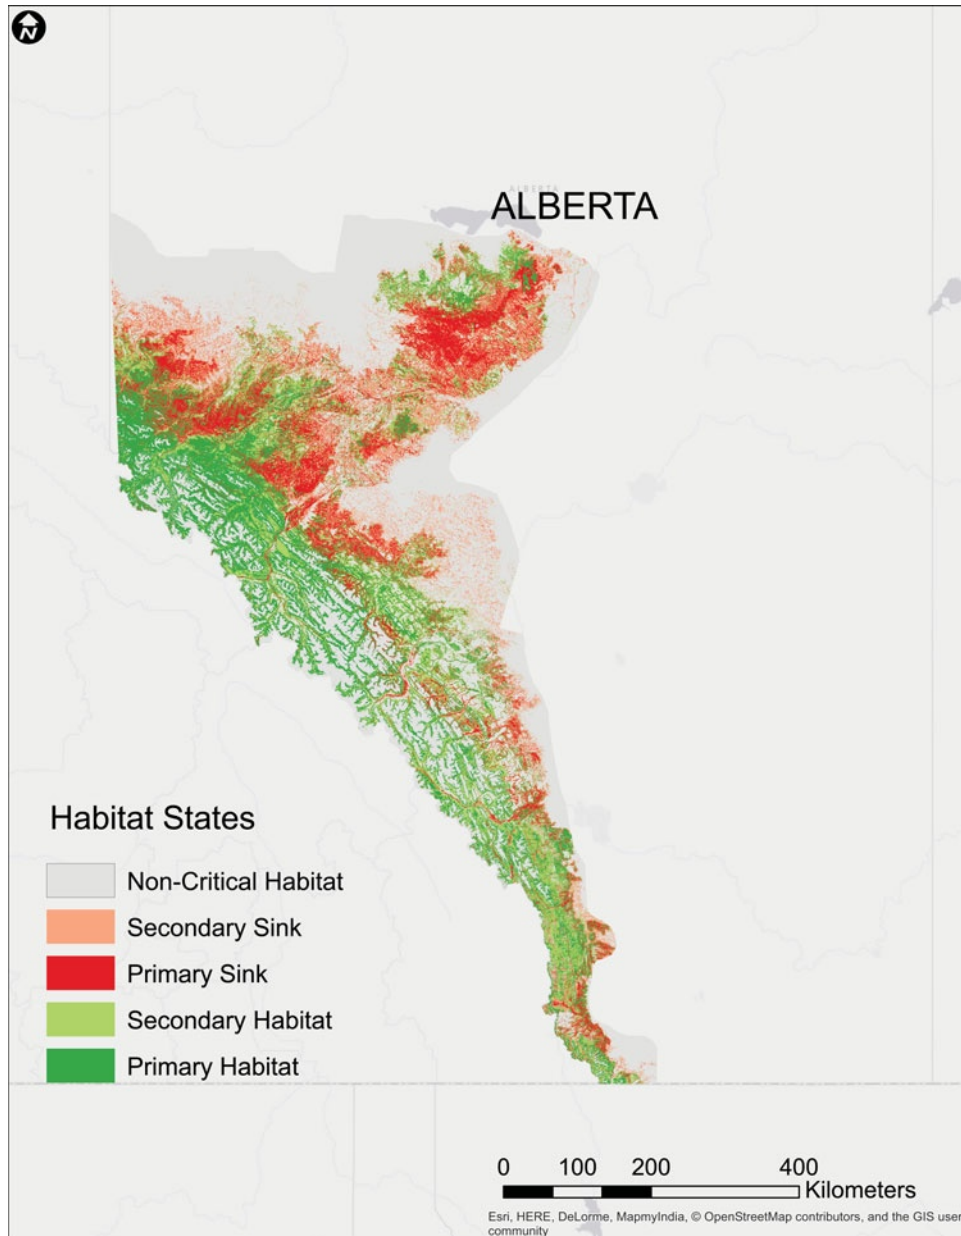 N
ALBERTA
ALBERTA
Habitat States
Non-Critical Habitat
Secondary Sink
Primary Sink
Secondary Habitat
Primary Habitat
0 100 200 400
Kilometers
Esri, HERE, DeLorme, MapmyIndia, © OpenStreetMap contributors, and the GIS user
community